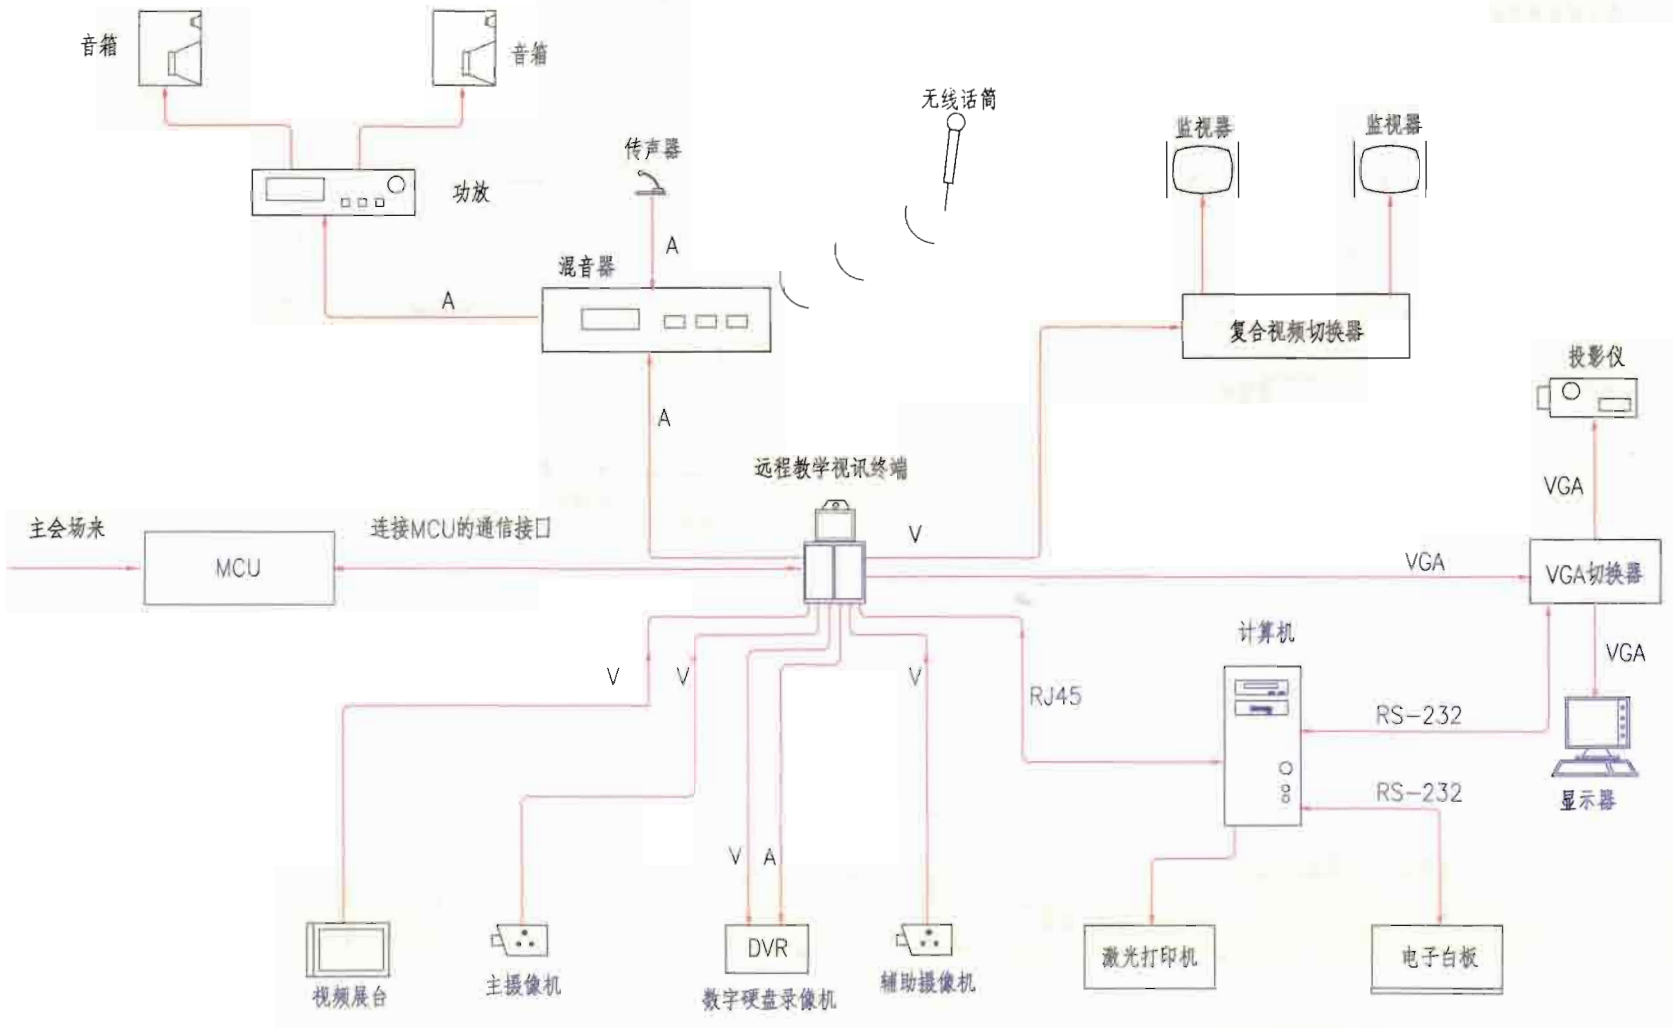 音箱
音箱
无线话筒
监视器
监视器
传声器
功放
A
混音器
A
复合视频切换器
投影仪
A
远程教学视讯终端
VGA
主会场来
连接MCU的通信接口
V
MCU
VGA
VGA切换器
计算机
VGA
V
V
V
RJ45
RS-232
RS-232
显示器
V
A
DVR
激光打印机
电子白板
视频展台
主摄像机
数字硬盘录像机
辅助摄像机